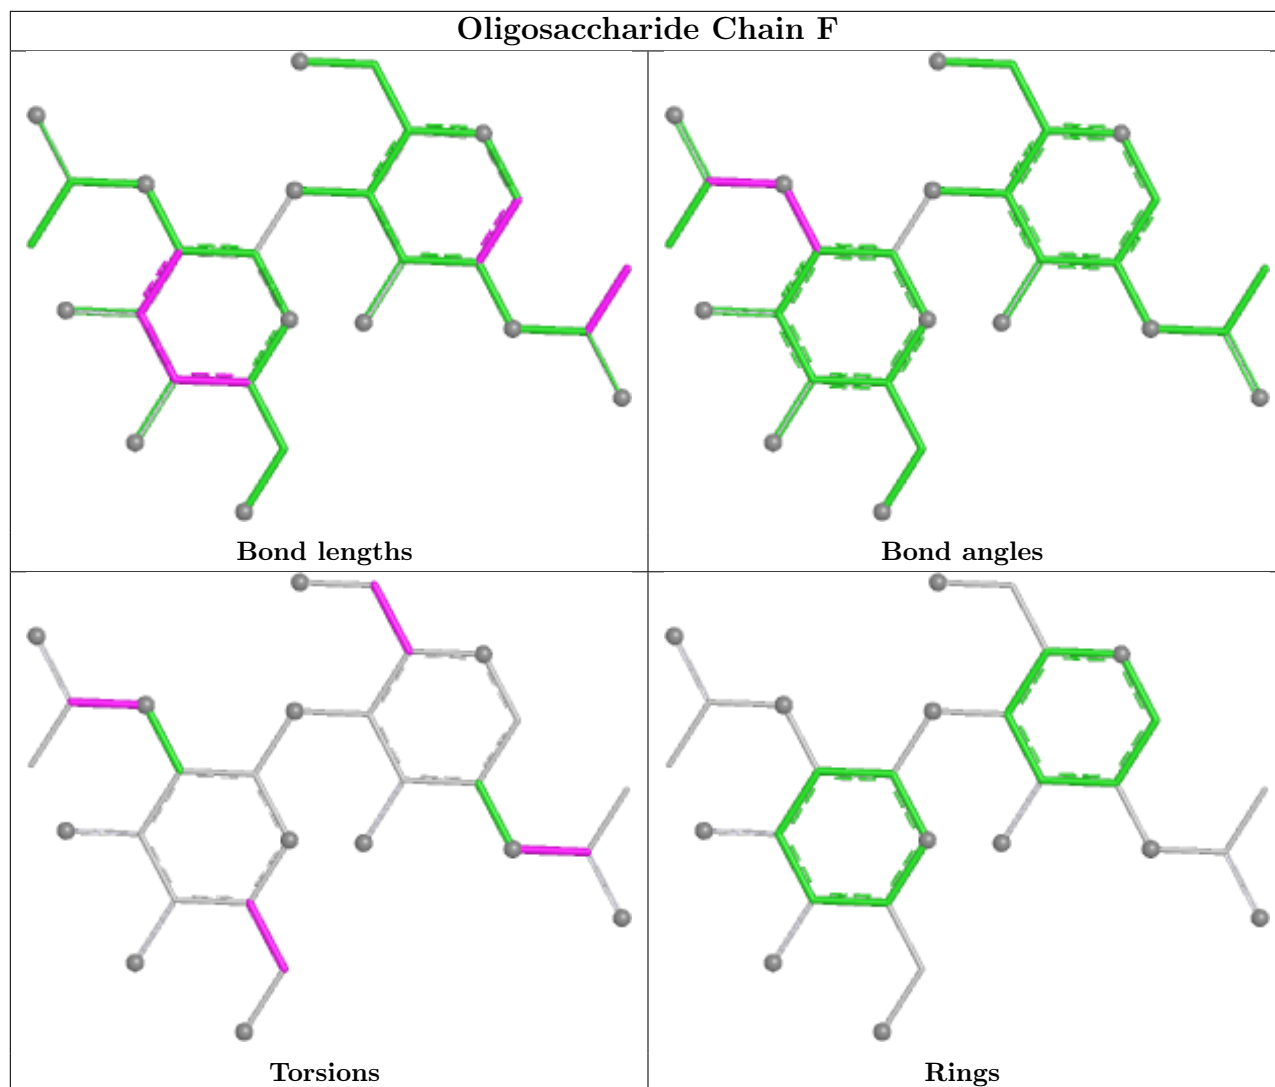 Oligosaccharide Chain F
Bond lengths
Bond angles
Torsions
Rings